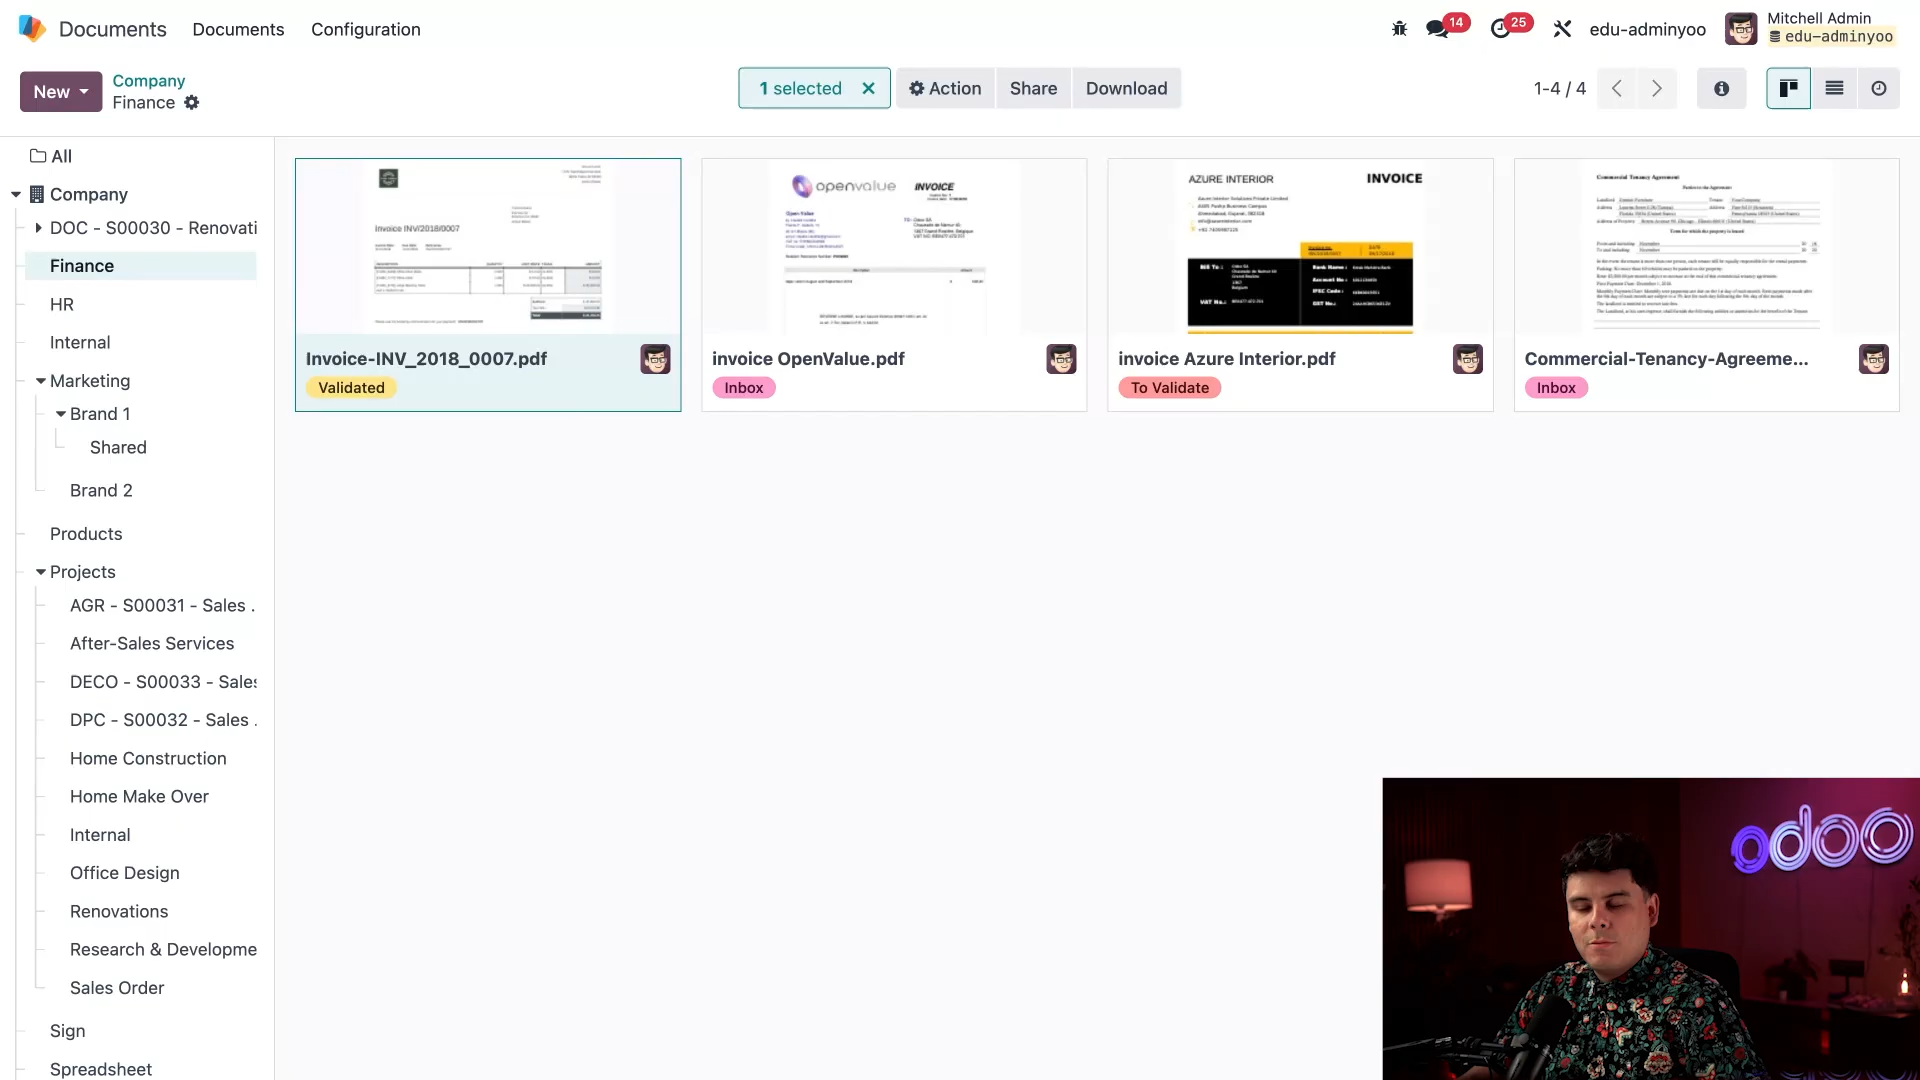 Documents
Documents
Configuration
14
25
edu-adminyoo
Mitchell Admin
edu-adminyoo
New
Company
Finance
1 selected
Action
Share
Download
1-4 / 4
All
Company
DOC - S00030 - Renovati
Finance
HR
Internal
Marketing
Brand 1
Shared
Brand 2
Products
Projects
AGR - S00031 - Sales .
After-Sales Services
DECO - S00033 - Sales
DPC - S00032 - Sales .
Home Construction
Home Make Over
Internal
Office Design
Renovations
Research & Developme
Sales Order
Sign
Spreadsheet
Invoice INV/2018/0007
Invoice-INV_2018_0007.pdf
Validated
openvalue
INVOICE
invoice OpenValue.pdf
Inbox
AZURE INTERIOR
INVOICE
invoice Azure Interior.pdf
To Validate
Commercial Tenancy Agreement
Commercial-Tenancy-Agreeme...
Inbox
odoo